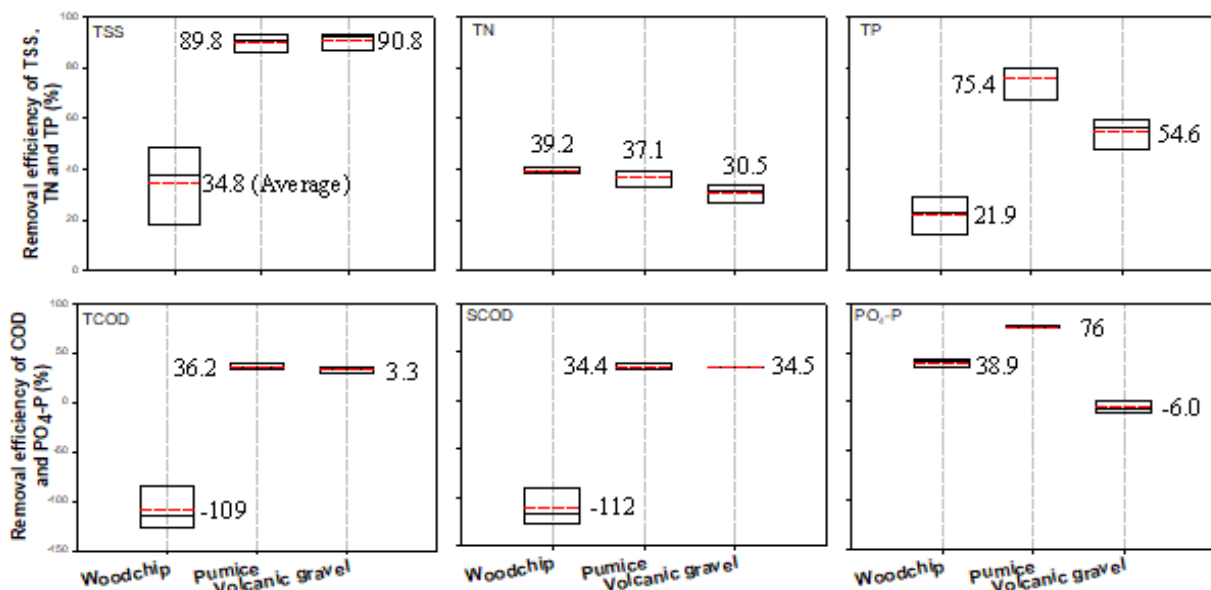 Removal efficiency of TSS,
TN and TP (%)
100
80
60
40
20
0
TSS
89.8
90.8
34.8 (Average)
TN
39.2
37.1
30.5
TP
75.4
54.6
21.9
Removal efficiency of COD
and PO4-P (%)
100
50
0
-50
-100
-150
TCOD
36.2
3.3
-109
SCOD
34.4
34.5
-112
PO4-P
76
38.9
-6.0
Woodchip
Pumice
Volcanic gravel
Woodchip
Pumice
Volcanic gravel
Woodchip
Pumice
Volcanic gravel